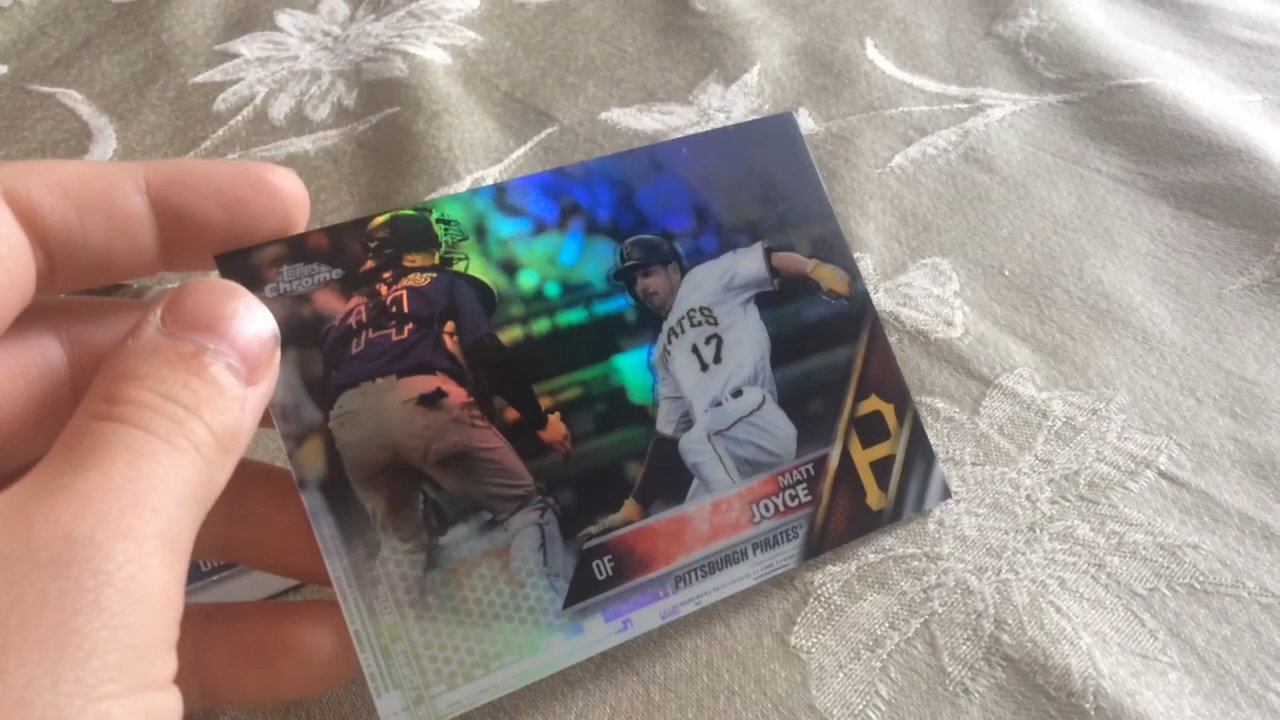 TOPPS
Chrome
14
P
PIRATES
17
MATT
JOYCE
OF
PITTSBURGH PIRATES
P